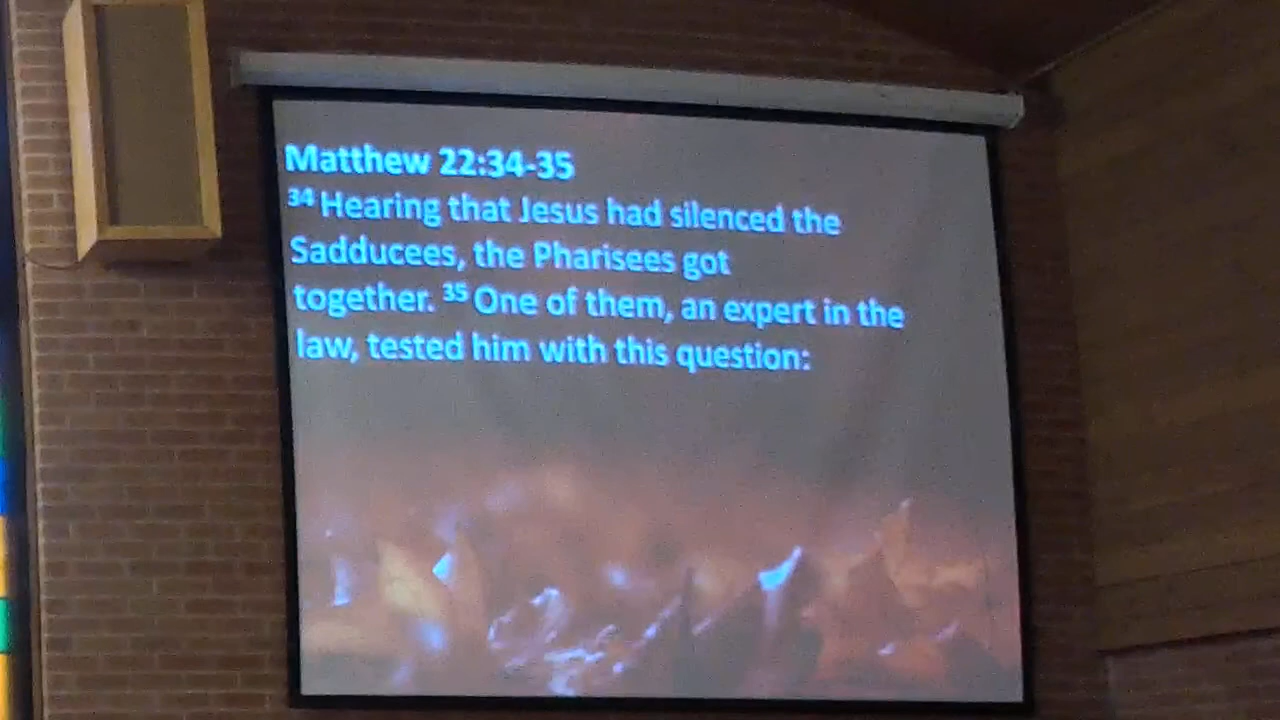 Matthew 22:34-35
34 Hearing that Jesus had silenced the
Sadducees, the Pharisees got
together. 35 One of them, an expert in the
law, tested him with this question: